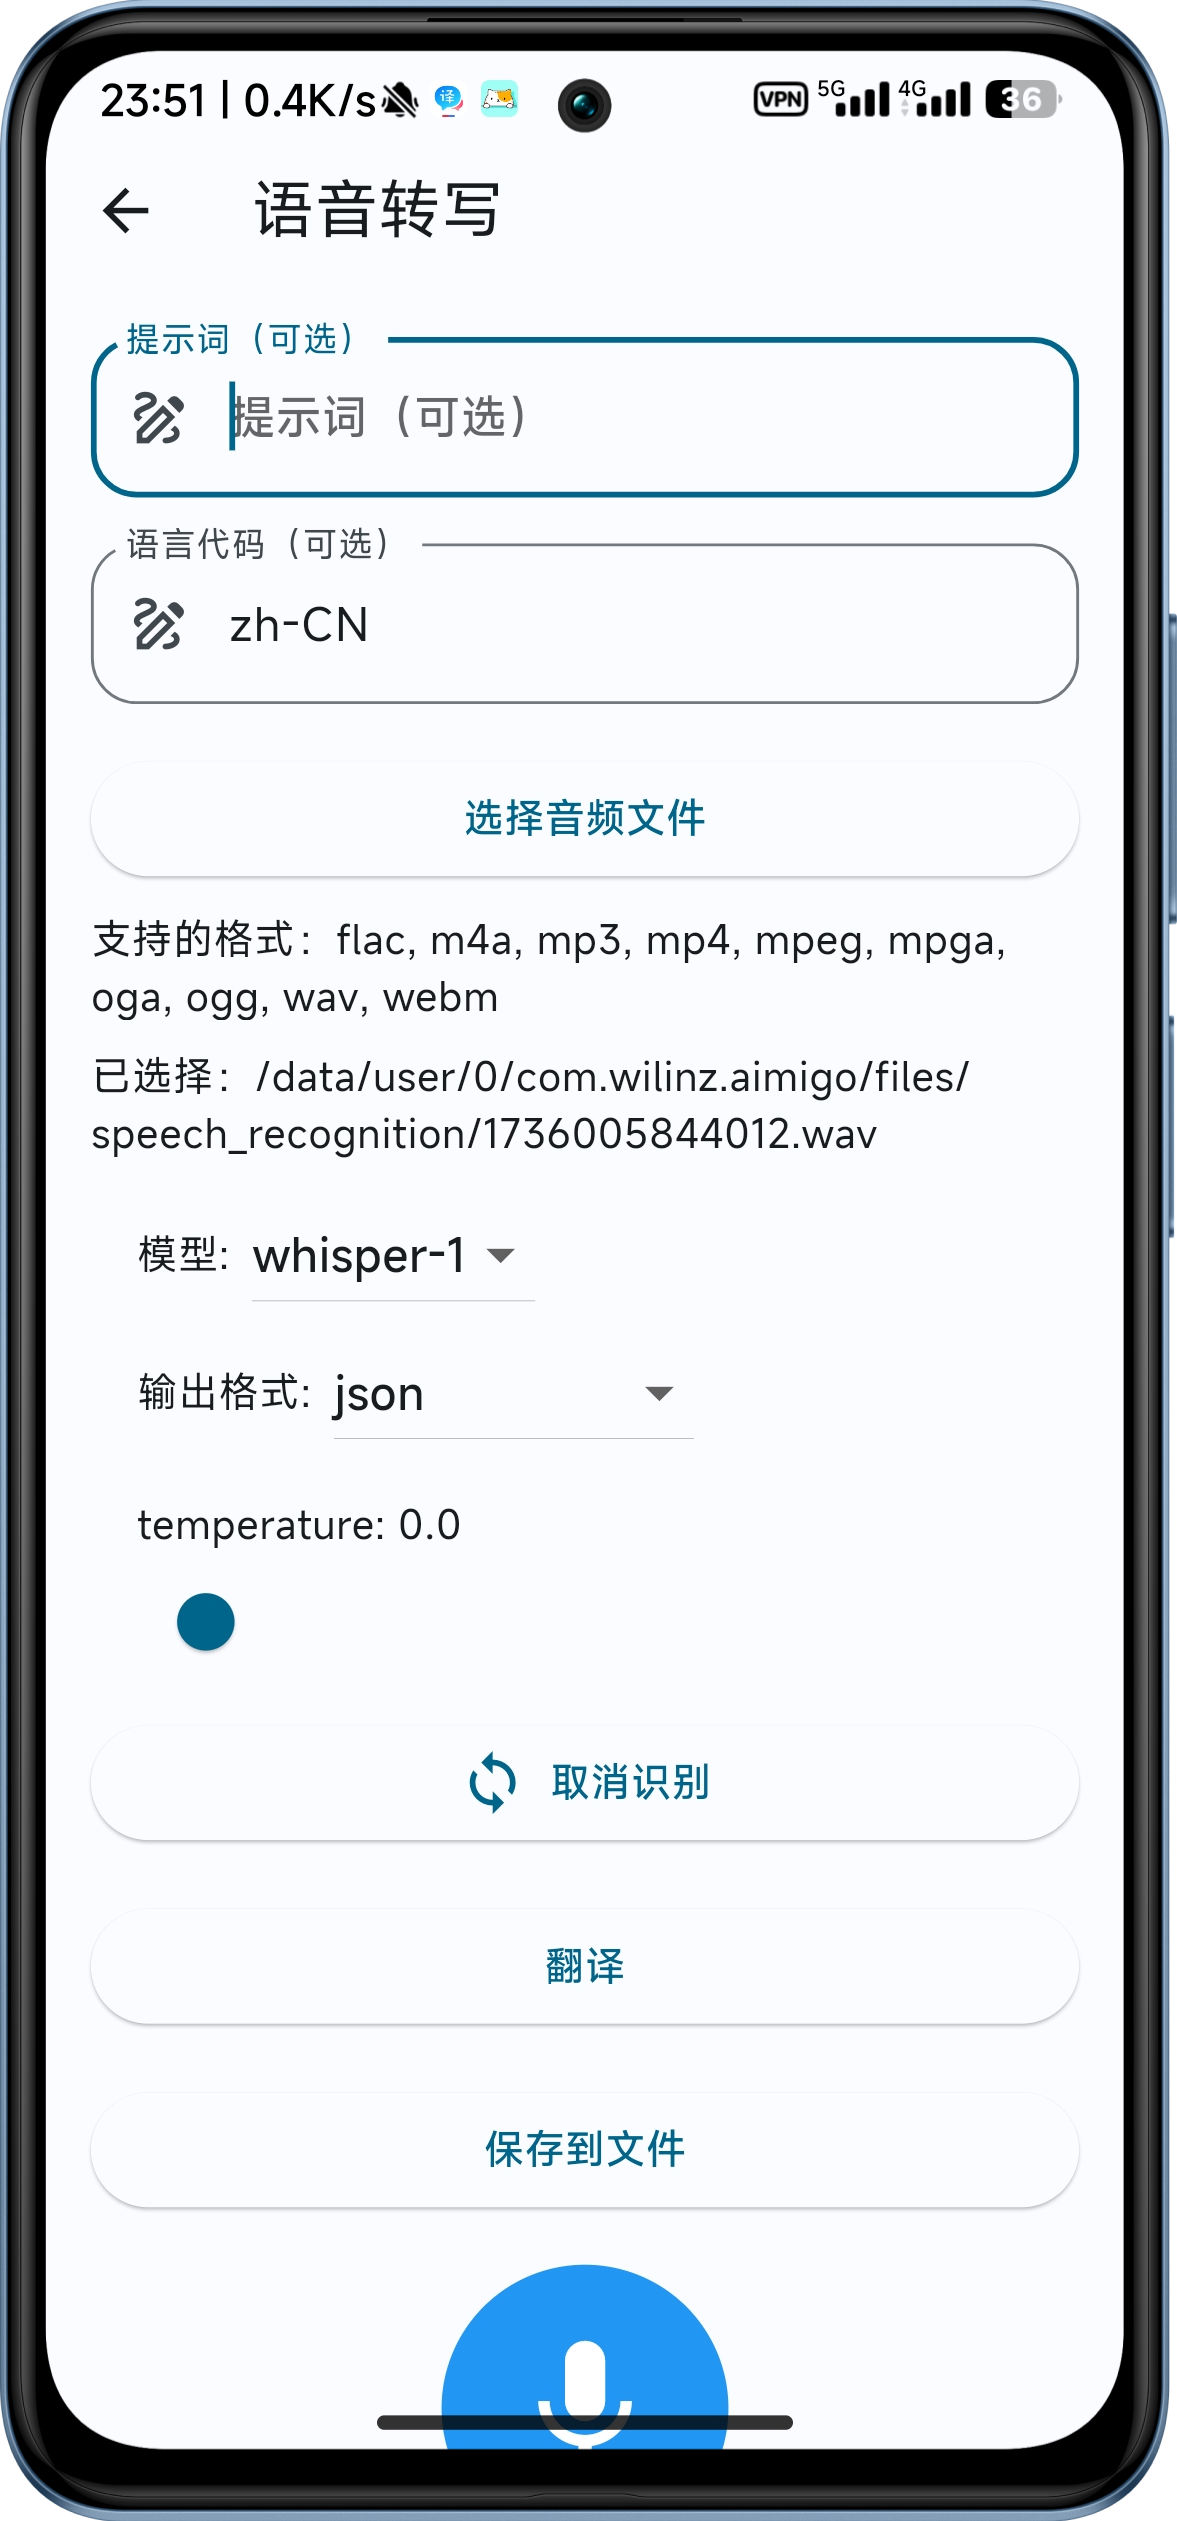 23:51 | 0.4K/s 译 VPN 5G 4G 36
语音转写
提示词（可选）
提示词（可选）
语言代码（可选）
zh-CN
选择音频文件
支持的格式：flac, m4a, mp3, mp4, mpeg, mpga,
oga, ogg, wav, webm
已选择：/data/user/0/com.wilinz.aimigo/files/
speech_recognition/1736005844012.wav
模型: whisper-1
输出格式: json
temperature: 0.0
取消识别
翻译
保存到文件